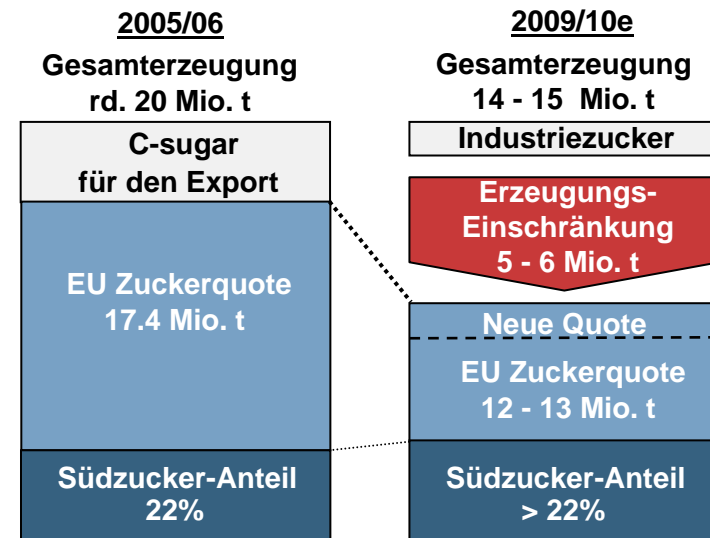 2005/06
Gesamterzeugung
rd. 20 Mio. t
C-sugar
für den Export
EU Zuckerquote
17.4 Mio. t
Südzucker-Anteil
22%
2009/10e
Gesamterzeugung
14 - 15 Mio. t
Industriezucker
Erzeugungs-
Einschränkung
5 - 6 Mio. t
Neue Quote
EU Zuckerquote
12 - 13 Mio. t
Südzucker-Anteil
> 22%